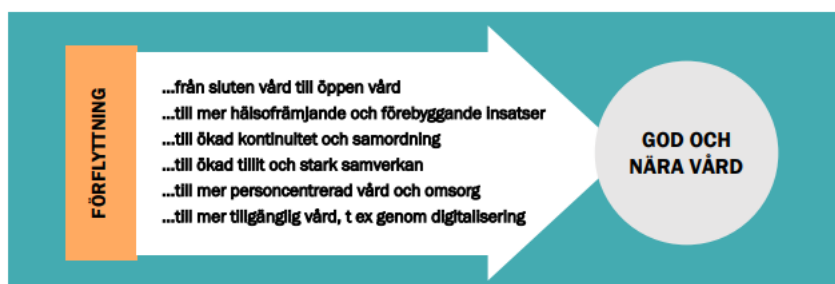 FÖRFLYTTNING
...från sluten vård till öppen vård
...till mer hälsofrämjande och förebyggande insatser
...till ökad kontinuitet och samordning
...till ökad tillit och stark samverkan
...till mer personcentrerad vård och omsorg
...till mer tillgänglig vård, t ex genom digitalisering
GOD OCH
NÄRA VÅRD